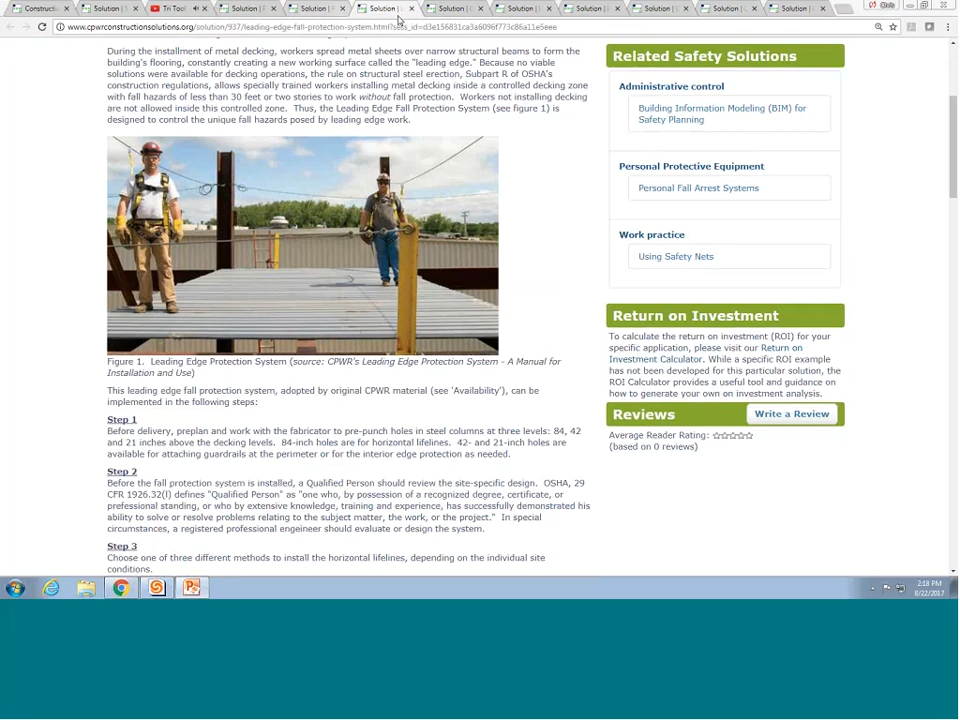 Constructi
Solution |
Tri Tool
Solution | F
Solution | F
Solution |
Solution | C
Solution |
Solution |
Solution |
Solution |
Solution |
Chris
www.cpwrconstructionsolutions.org/solution/937/leading-edge-fall-protection-system.html?sess_id=d3e156831ca3a6096f773c86a11e5eee
During the installment of metal decking, workers spread metal sheets over narrow structural beams to form the
building's flooring, constantly creating a new working surface called the "leading edge." Because no viable
solutions were available for decking operations, the rule on structural steel erection, Subpart R of OSHA's
construction regulations, allows specially trained workers installing metal decking inside a controlled decking zone
with fall hazards of less than 30 feet or two stories to work without fall protection. Workers not installing decking
are not allowed inside this controlled zone. Thus, the Leading Edge Fall Protection System (see figure 1) is
designed to control the unique fall hazards posed by leading edge work.
Figure 1. Leading Edge Protection System (source: CPWR's Leading Edge Protection System - A Manual for
Installation and Use)
This leading edge fall protection system, adopted by original CPWR material (see 'Availability'), can be
implemented in the following steps:
Step 1
Before delivery, preplan and work with the fabricator to pre-punch holes in steel columns at three levels: 84, 42
and 21 inches above the decking levels. 84-inch holes are for horizontal lifelines. 42- and 21-inch holes are
available for attaching guardrails at the perimeter or for the interior edge protection as needed.
Step 2
Before the fall protection system is installed, a Qualified Person should review the site-specific design. OSHA, 29
CFR 1926.32(l) defines "Qualified Person" as "one who, by possession of a recognized degree, certificate, or
prefessional standing, or who by extensive knowledge, training and experience, has successfully demonstrated his
ability to solve or resolve problems relating to the subject matter, the work, or the project." In special
circumstances, a registered professional engeineer should evaluate or design the system.
Step 3
Choose one of three different methods to install the horizontal lifelines, depending on the individual site
conditions.
Related Safety Solutions
Administrative control
Building Information Modeling (BIM) for
Safety Planning
Personal Protective Equipment
Personal Fall Arrest Systems
Work practice
Using Safety Nets
Return on Investment
To calculate the return on investment (ROI) for your
specific application, please visit our Return on
Investment Calculator. While a specific ROI example
has not been developed for this particular solution, the
ROI Calculator provides a useful tool and guidance on
how to generate your own on investment analysis.
Reviews
Write a Review
Average Reader Rating:
(based on 0 reviews)
2:18 PM
6/22/2017